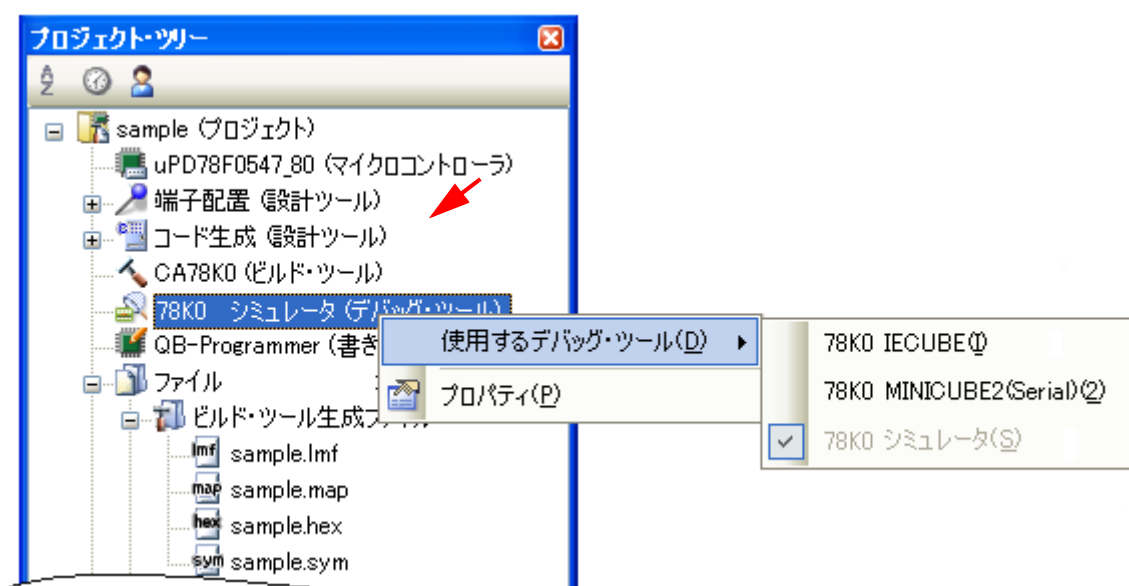 プロジェクト・ツリー
sample (プロジェクト)
uPD78F0547_80 (マイクロコントローラ)
端子配置 (設計ツール)
コード生成 (設計ツール)
CA78K0 (ビルド・ツール)
78K0 シミュレータ (デバッグ・ツール)
QB-Programmer (書き
ファイル
ビルド・ツール生成ファイル
lmf sample.lmf
map sample.map
hex sample.hex
sym sample.sym
使用するデバッグ・ツール(D)
プロパティ(P)
78K0 IECUBE(I)
78K0 MINICUBE2(Serial)(2)
78K0 シミュレータ(S)